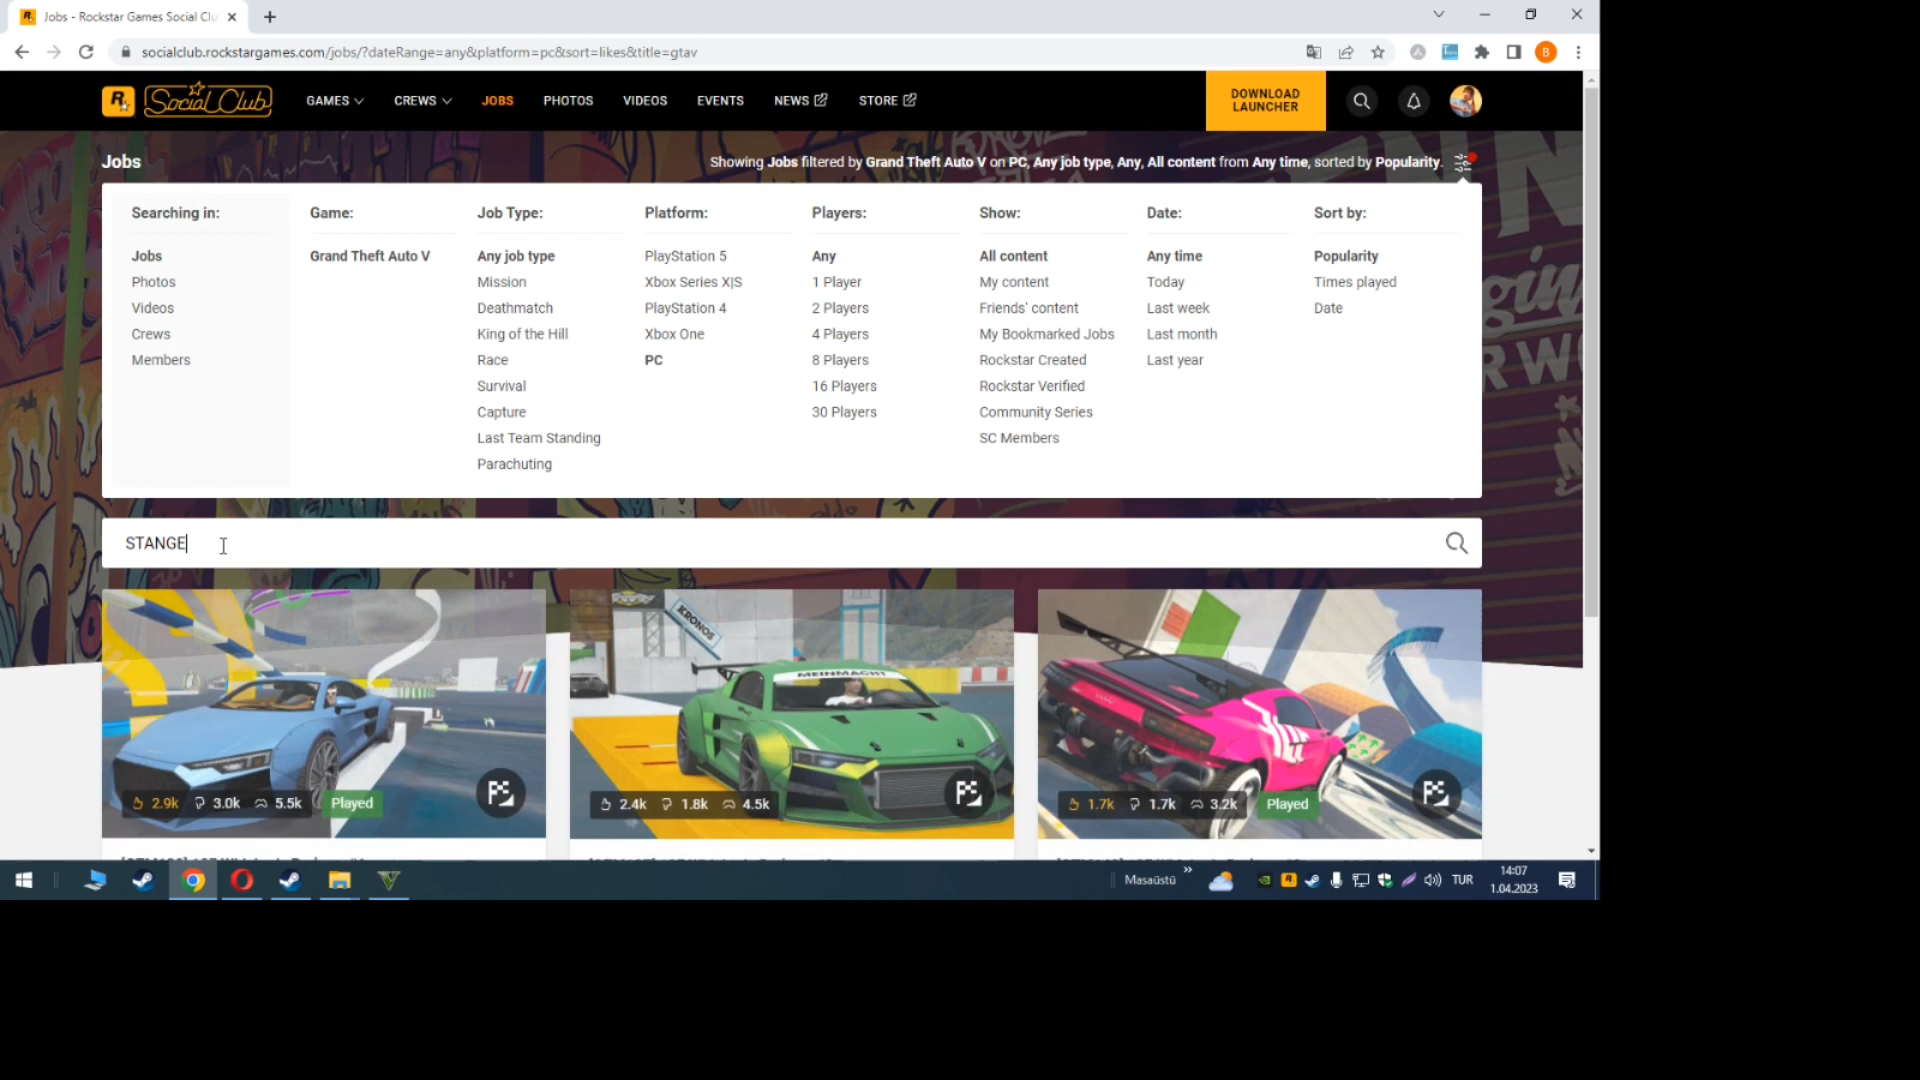 Jobs - Rockstar Games Social Clu
socialclub.rockstargames.com/jobs/?dateRange=any&platform=pc&sort=likes&title=gtav
B
R Social Club GAMES CREWS JOBS PHOTOS VIDEOS EVENTS NEWS STORE DOWNLOAD LAUNCHER
Jobs
Showing Jobs filtered by Grand Theft Auto V on PC, Any job type, Any, All content from Any time, sorted by Popularity.
Searching in:
Jobs
Photos
Videos
Crews
Members
Game:
Grand Theft Auto V
Job Type:
Any job type
Mission
Deathmatch
King of the Hill
Race
Survival
Capture
Last Team Standing
Parachuting
Platform:
PlayStation 5
Xbox Series X|S
PlayStation 4
Xbox One
PC
Players:
Any
1 Player
2 Players
4 Players
8 Players
16 Players
30 Players
Show:
All content
My content
Friends' content
My Bookmarked Jobs
Rockstar Created
Rockstar Verified
Community Series
SC Members
Date:
Any time
Today
Last week
Last month
Last year
Sort by:
Popularity
Times played
Date
STANGE
KRONOS
MEINMACHT
2.9k 3.0k 5.5k Played
2.4k 1.8k 4.5k
1.7k 1.7k 3.2k Played
Masaüstü
TUR
14:07
1.04.2023